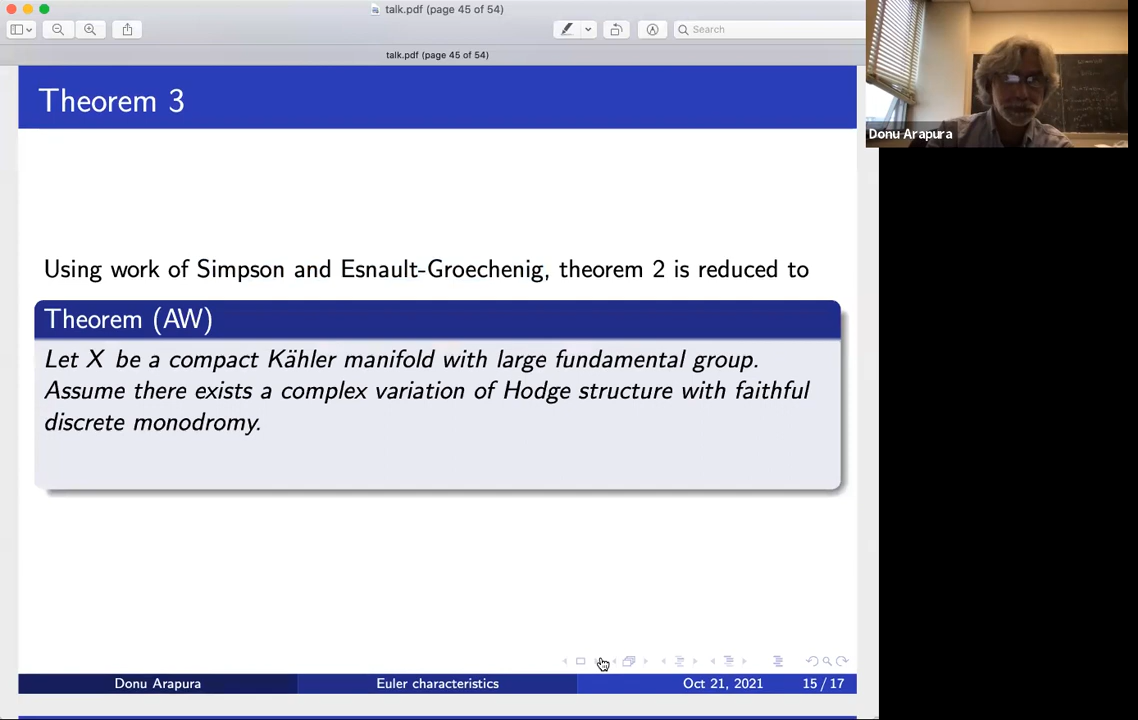 talk.pdf (page 45 of 54)
Search
talk.pdf (page 45 of 54)
Theorem 3
Donu Arapura
Using work of Simpson and Esnault-Groechenig, theorem 2 is reduced to
Theorem (AW)
Let X be a compact Kähler manifold with large fundamental group.
Assume there exists a complex variation of Hodge structure with faithful
discrete monodromy.
Donu Arapura
Euler characteristics
Oct 21, 2021
15 / 17